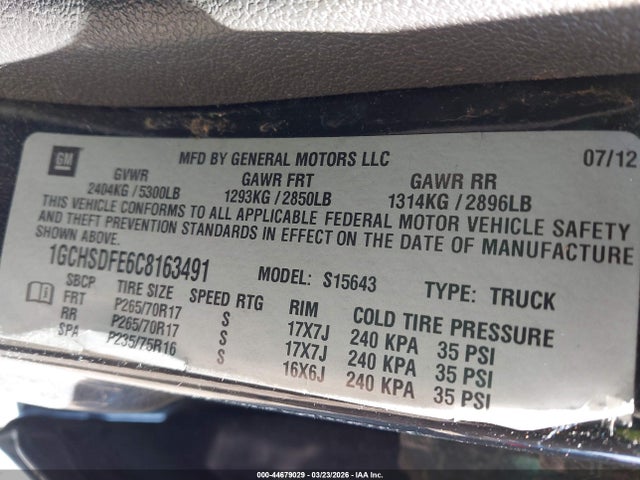 GM MFD BY GENERAL MOTORS LLC 07/12
GVWR GAWR FRT GAWR RR
2404KG / 5300LB 1293KG / 2850LB 1314KG / 2896LB
THIS VEHICLE CONFORMS TO ALL APPLICABLE FEDERAL MOTOR VEHICLE SAFETY
AND THEFT PREVENTION STANDARDS IN EFFECT ON THE DATE OF MANUFACTURE
SHOWN ABOVE.
1GCHSDFE6C8163491 MODEL: S15643 TYPE: TRUCK
SBCP TIRE SIZE SPEED RTG RIM COLD TIRE PRESSURE
FRT P265/70R17 S 17X7J 240 KPA 35 PSI
RR P265/70R17 S 17X7J 240 KPA 35 PSI
SPA P235/75R16 S 16X6J 240 KPA 35 PSI
000-44679029 | 03/23/2026 | IAAI, Inc. SM